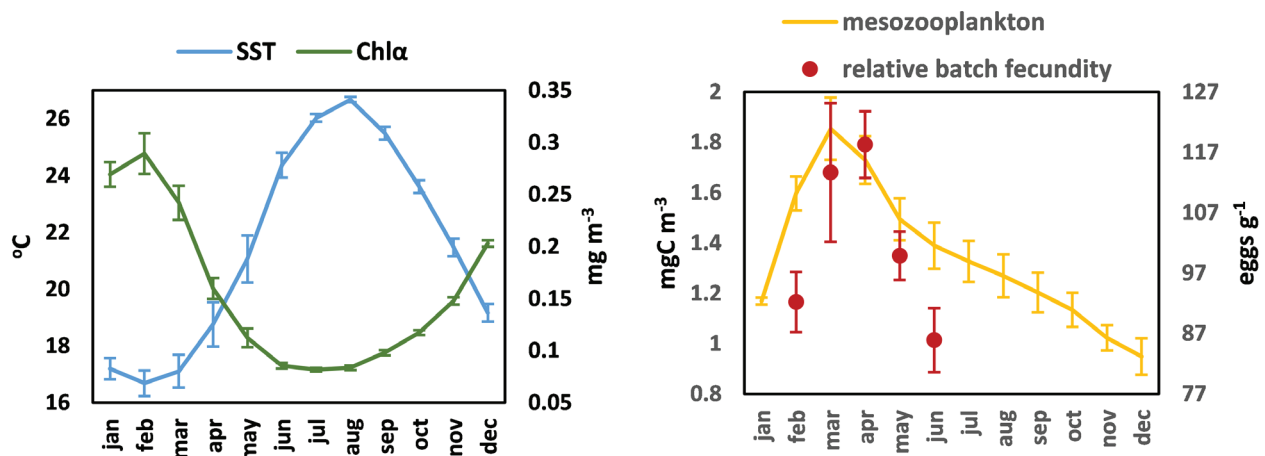 SST
Chlα
26
24
22
20
18
16
ºC
0.35
0.3
0.25
0.2
0.15
0.1
0.05
mg m-3
jan
feb
mar
apr
may
jun
jul
aug
sep
oct
nov
dec
mesozooplankton
relative batch fecundity
2
1.8
1.6
1.4
1.2
1
0.8
mgC m-3
127
117
107
97
87
77
eggs g-1
jan
feb
mar
apr
may
jun
jul
aug
sep
oct
nov
dec